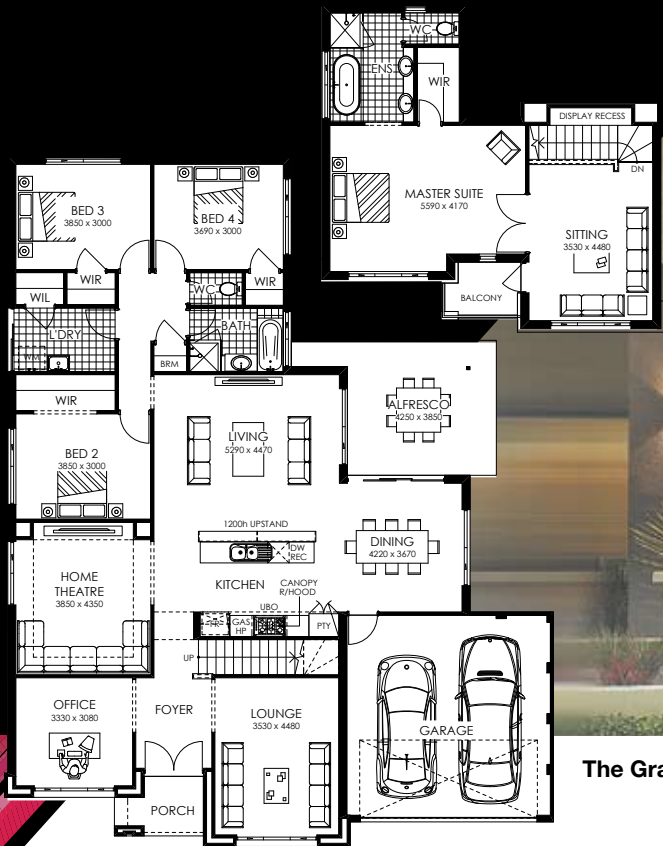 WC
ENS
WIR
DISPLAY RECESS
DN
MASTER SUITE
5590 x 4170
SITTING
3530 x 4480
BALCONY
BED 3
3850 x 3000
BED 4
3690 x 3000
WIR
WIR
WIL
WC
L'DRY
BATH
WM
BRM
WIR
LIVING
5290 x 4470
ALFRESCO
4250 x 3850
BED 2
3850 x 3000
1200h UPSTAND
DINING
4220 x 3670
DW
REC
HOME
THEATRE
3850 x 4350
KITCHEN
CANOPY
R/HOOD
UBO
FR
GAS
HP
PTY
UP
OFFICE
3330 x 3080
FOYER
LOUNGE
3530 x 4480
GARAGE
PORCH
The Gra